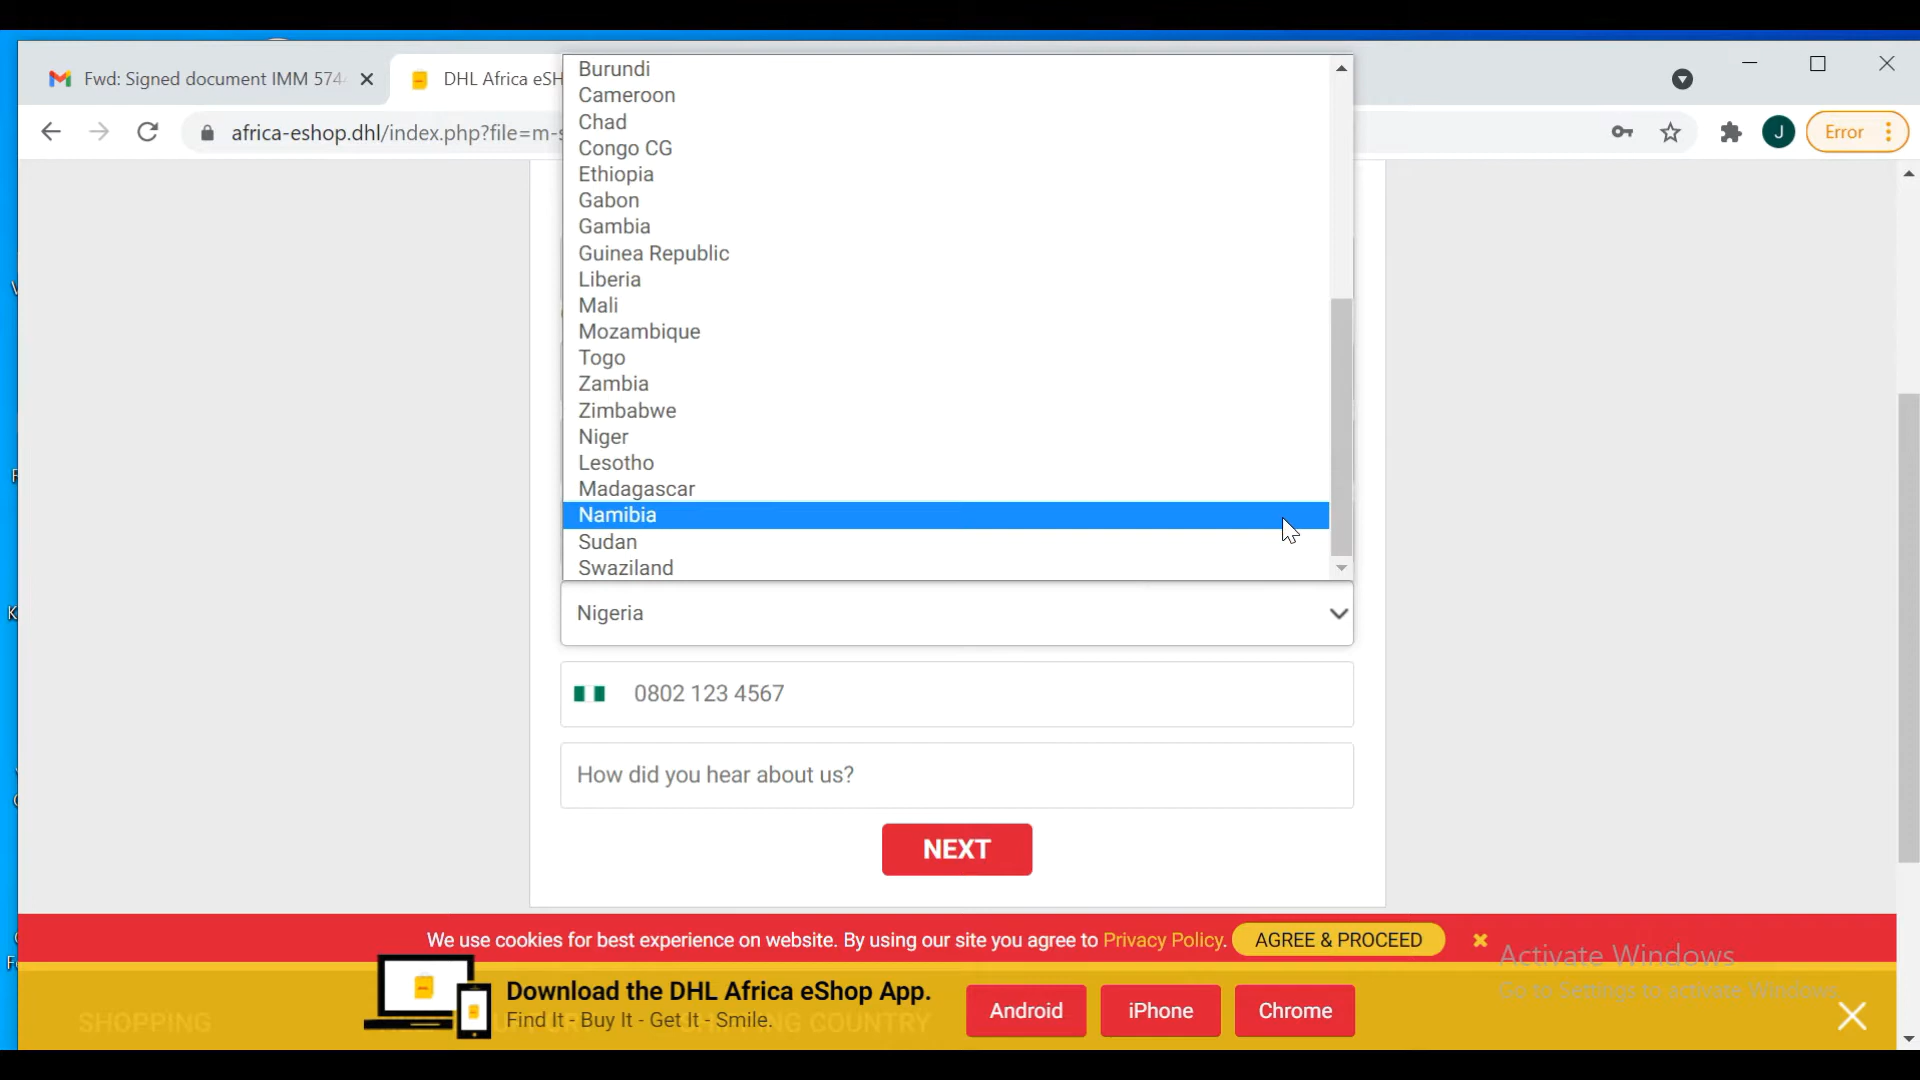 Fwd: Signed document IMM 574
DHL Africa eSH
africa-eshop.dhl/index.php?file=m-s
J
Error
Burundi
Cameroon
Chad
Congo CG
Ethiopia
Gabon
Gambia
Guinea Republic
Liberia
Mali
Mozambique
Togo
Zambia
Zimbabwe
Niger
Lesotho
Madagascar
Namibia
Sudan
Swaziland
Nigeria
0802 123 4567
How did you hear about us?
NEXT
We use cookies for best experience on website. By using our site you agree to Privacy Policy. AGREE & PROCEED
Activate Windows
Go to Settings to activate Windows.
Download the DHL Africa eShop App.
Find It - Buy It - Get It - Smile.
Android
iPhone
Chrome
SHOPPING
COUNTRY